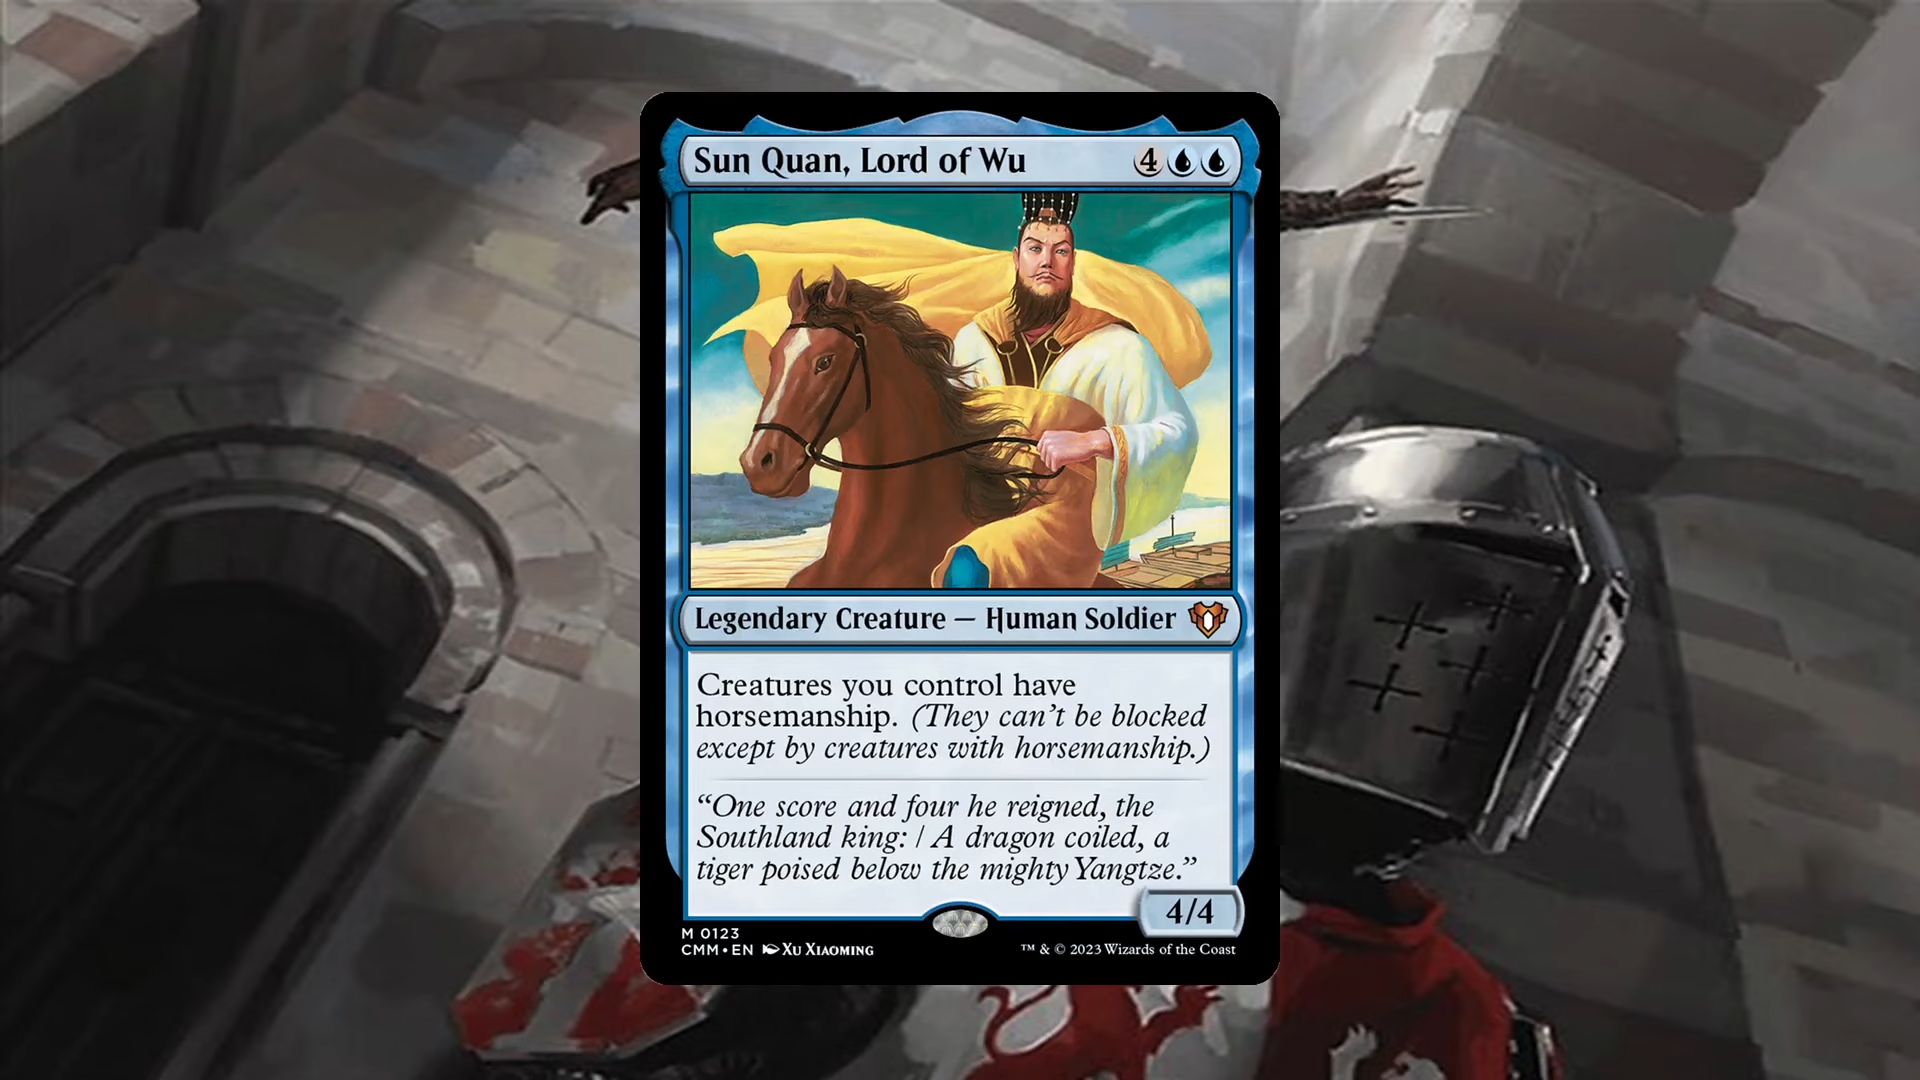 Sun Quan, Lord of Wu 4
Legendary Creature — Human Soldier
Creatures you control have
horsemanship. (They can’t be blocked
except by creatures with horsemanship.)
“One score and four he reigned, the
Southland king: / A dragon coiled, a
tiger poised below the mighty Yangtze.”
4/4
M 0123
CMM • EN Xu Xiaoming
™ & © 2023 Wizards of the Coast